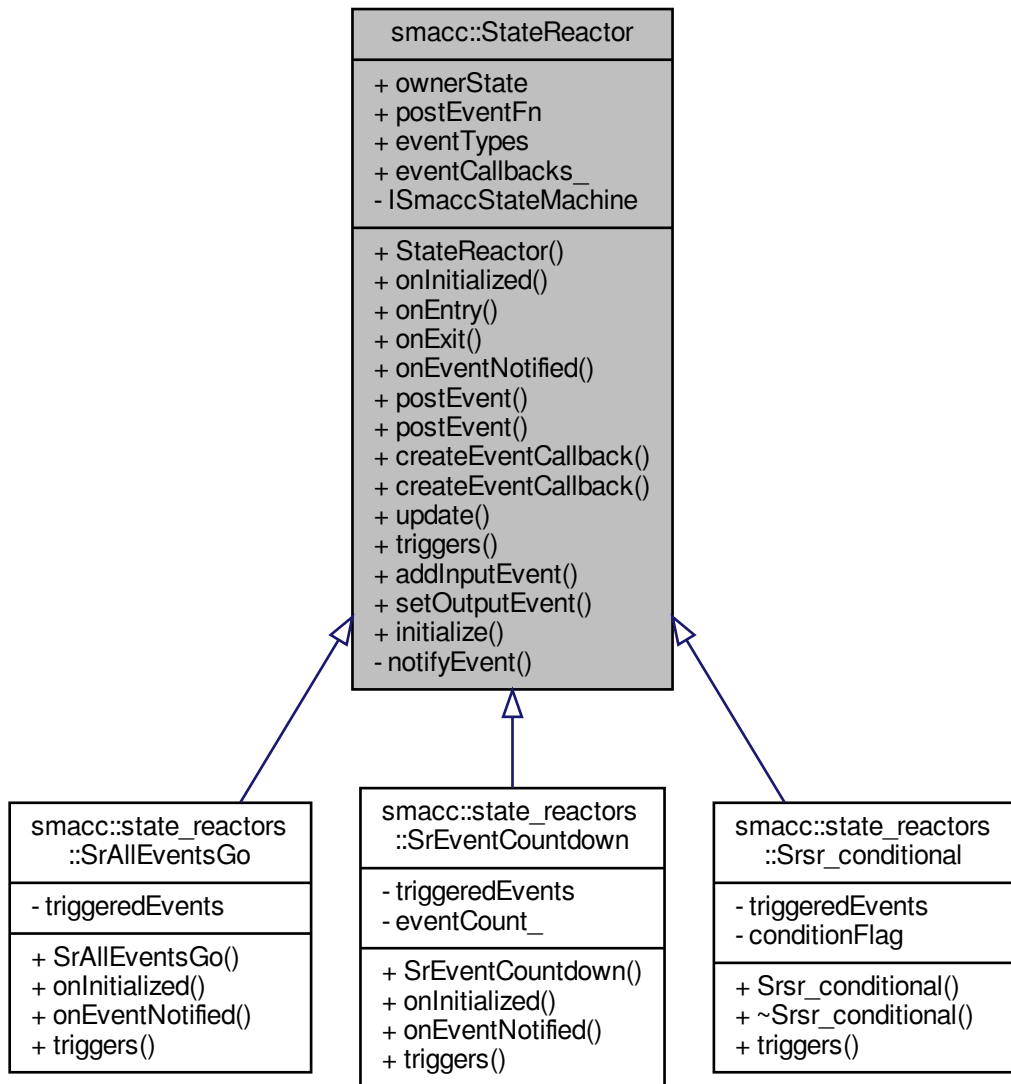 smacc::StateReactor
+ ownerState
+ postEventFn
+ eventTypes
+ eventCallbacks_
- ISmaccStateMachine
+ StateReactor()
+ onInitialized()
+ onEntry()
+ onExit()
+ onEventNotified()
+ postEvent()
+ postEvent()
+ createEventCallback()
+ createEventCallback()
+ update()
+ triggers()
+ addInputEvent()
+ setOutputEvent()
+ initialize()
- notifyEvent()
smacc::state_reactors
::SrAllEventsGo
- triggeredEvents
+ SrAllEventsGo()
+ onInitialized()
+ onEventNotified()
+ triggers()
smacc::state_reactors
::SrEventCountdown
- triggeredEvents
- eventCount_
+ SrEventCountdown()
+ onInitialized()
+ onEventNotified()
+ triggers()
smacc::state_reactors
::Srsr_conditional
- triggeredEvents
- conditionFlag
+ Srsr_conditional()
+ ~Srsr_conditional()
+ triggers()